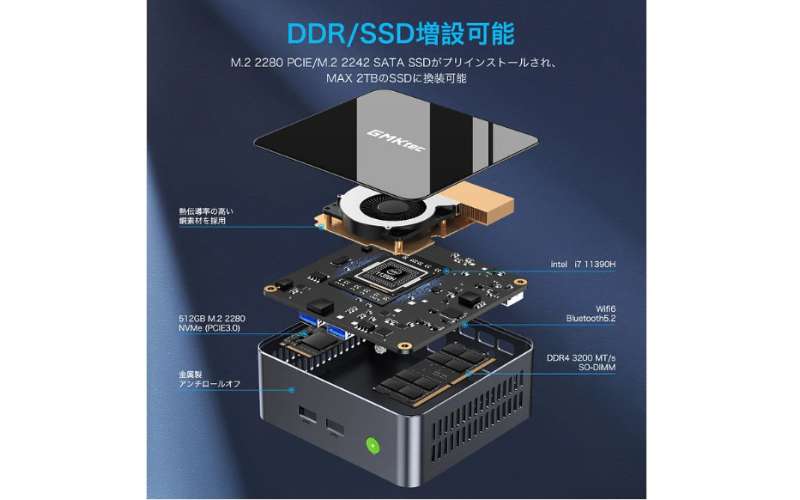 DDR/SSD増設可能
M.2 2280 PCIE/M.2 2242 SATA SSDがプリインストールされ、
MAX 2TBのSSDに換装可能
GMKtec
熱伝導率の高い
銅素材を採用
intel i7 11390H
11390H
512GB M.2 2280
NVMe (PCIE3.0)
Wifi6
Bluetooth5.2
DDR4 3200 MT/s
SO-DIMM
金属製
アンチロールオフ